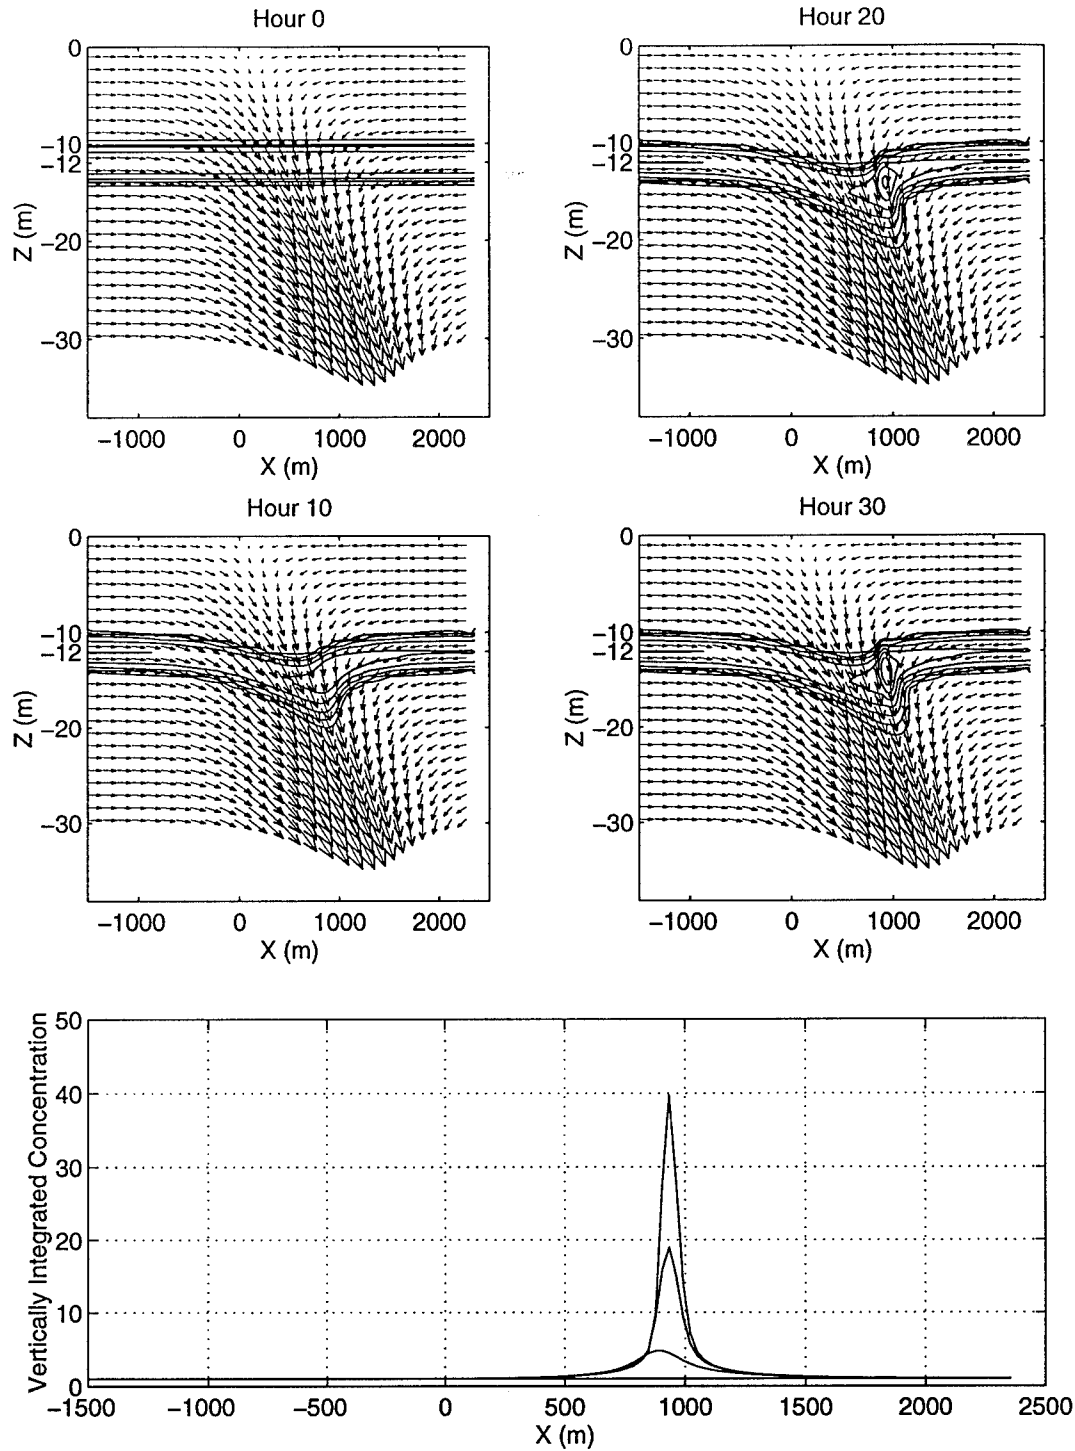 Hour 0
0
−10
−12
−20
−30
Z (m)
−1000 0 1000 2000
X (m)
Hour 20
0
−10
−12
−20
−30
Z (m)
−1000 0 1000 2000
X (m)
Hour 10
0
−10
−12
−20
−30
Z (m)
−1000 0 1000 2000
X (m)
Hour 30
0
−10
−12
−20
−30
Z (m)
−1000 0 1000 2000
X (m)
Vertically Integrated Concentration
50
40
30
20
10
0
−1500 −1000 −500 0 500 1000 1500 2000 2500
X (m)